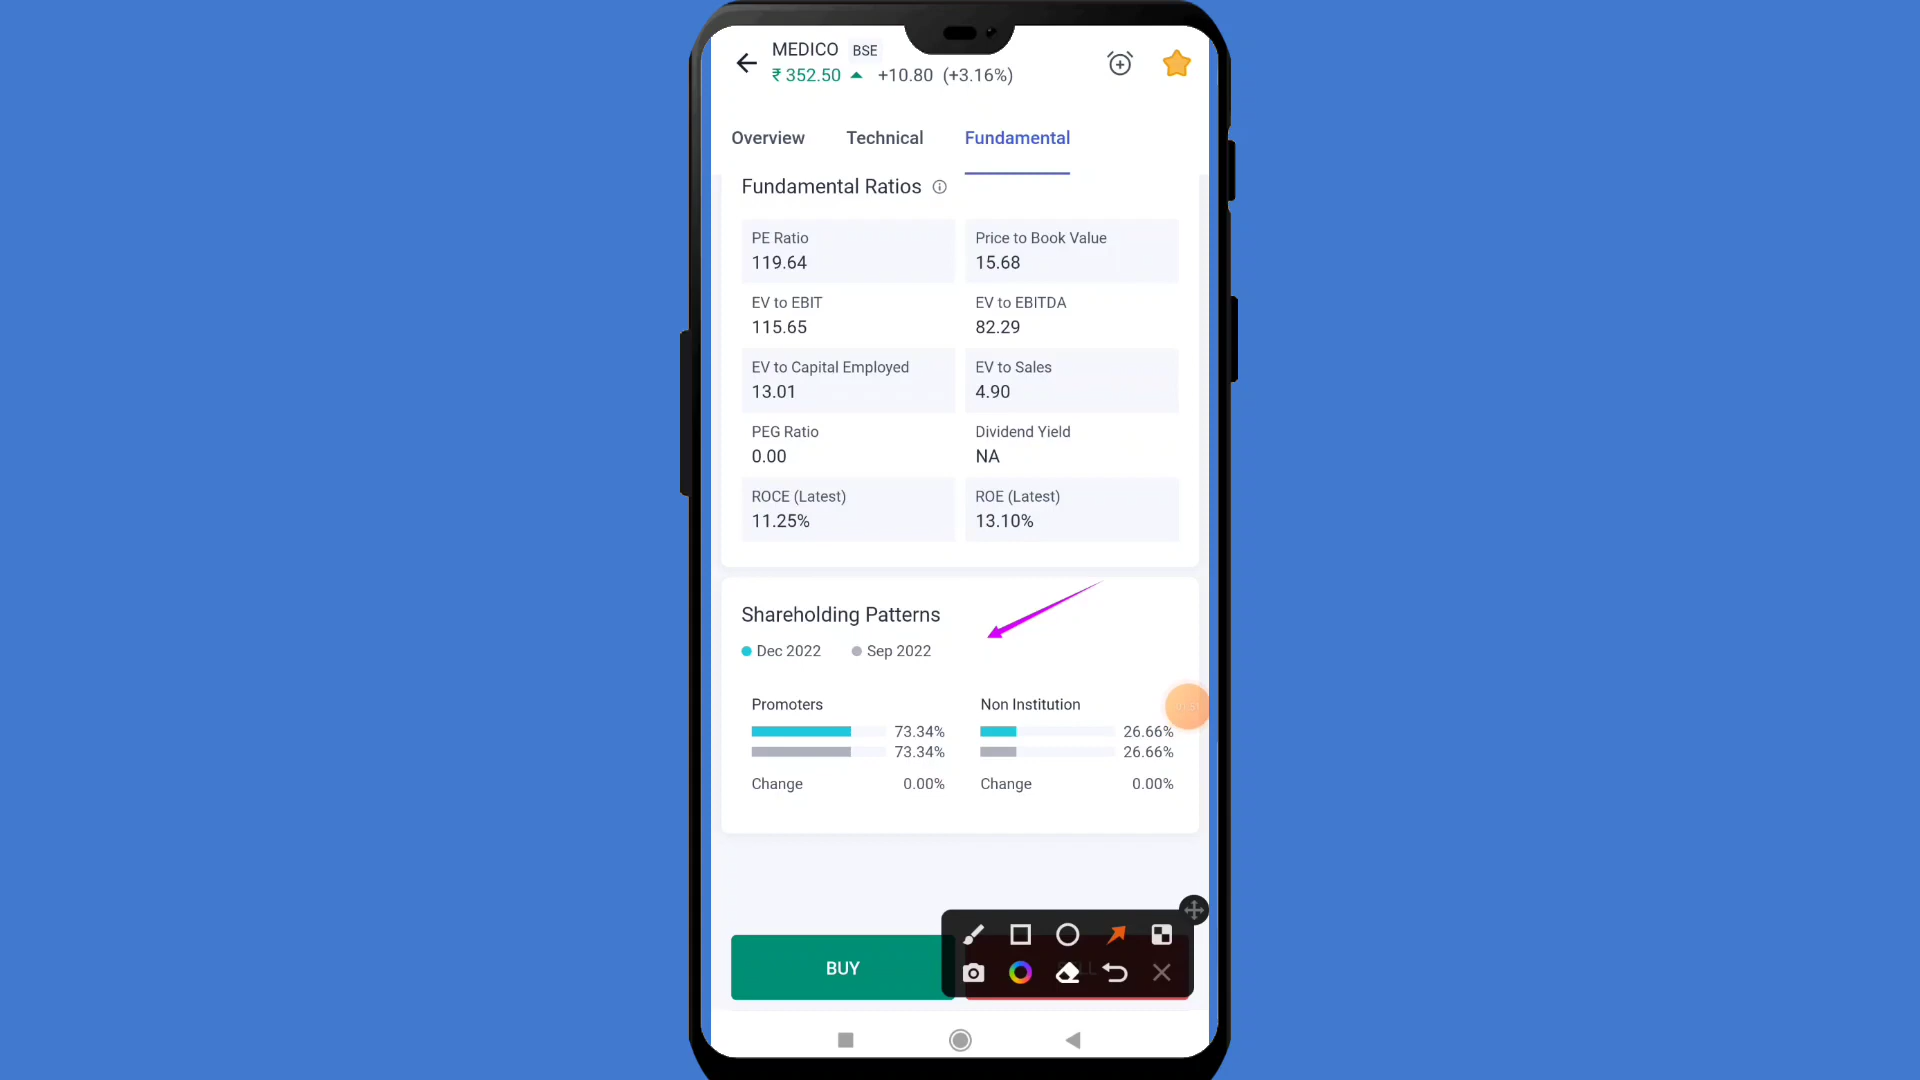 MEDICO BSE
₹ 352.50 ▲ +10.80 (+3.16%)
Overview Technical Fundamental
Fundamental Ratios
PE Ratio Price to Book Value
119.64 15.68
EV to EBIT EV to EBITDA
115.65 82.29
EV to Capital Employed EV to Sales
13.01 4.90
PEG Ratio Dividend Yield
0.00 NA
ROCE (Latest) ROE (Latest)
11.25% 13.10%
Shareholding Patterns
Dec 2022 Sep 2022
Promoters Non Institution
73.34% 26.66%
73.34% 26.66%
Change 0.00% Change 0.00%
BUY